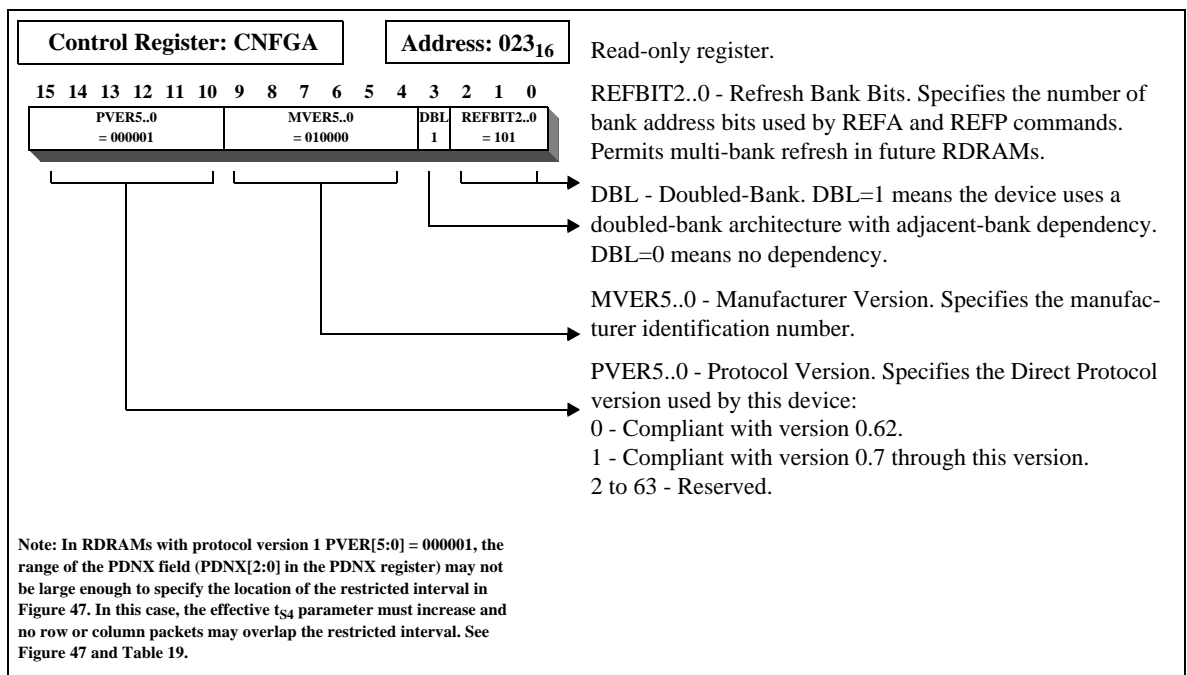 Control Register: CNFGA
Address: 023₁₆
15 14 13 12 11 10 9 8 7 6 5 4 3 2 1 0
PVER5..0
= 000001
MVER5..0
= 010000
DBL
1
REFBIT2..0
= 101
Read-only register.
REFBIT2..0 - Refresh Bank Bits. Specifies the number of
bank address bits used by REFA and REFP commands.
Permits multi-bank refresh in future RDRAMs.
DBL - Doubled-Bank. DBL=1 means the device uses a
doubled-bank architecture with adjacent-bank dependency.
DBL=0 means no dependency.
MVER5..0 - Manufacturer Version. Specifies the manufac-
turer identification number.
PVER5..0 - Protocol Version. Specifies the Direct Protocol
version used by this device:
0 - Compliant with version 0.62.
1 - Compliant with version 0.7 through this version.
2 to 63 - Reserved.
Note: In RDRAMs with protocol version 1 PVER[5:0] = 000001, the
range of the PDNX field (PDNX[2:0] in the PDNX register) may not
be large enough to specify the location of the restricted interval in
Figure 47. In this case, the effective tS4 parameter must increase and
no row or column packets may overlap the restricted interval. See
Figure 47 and Table 19.